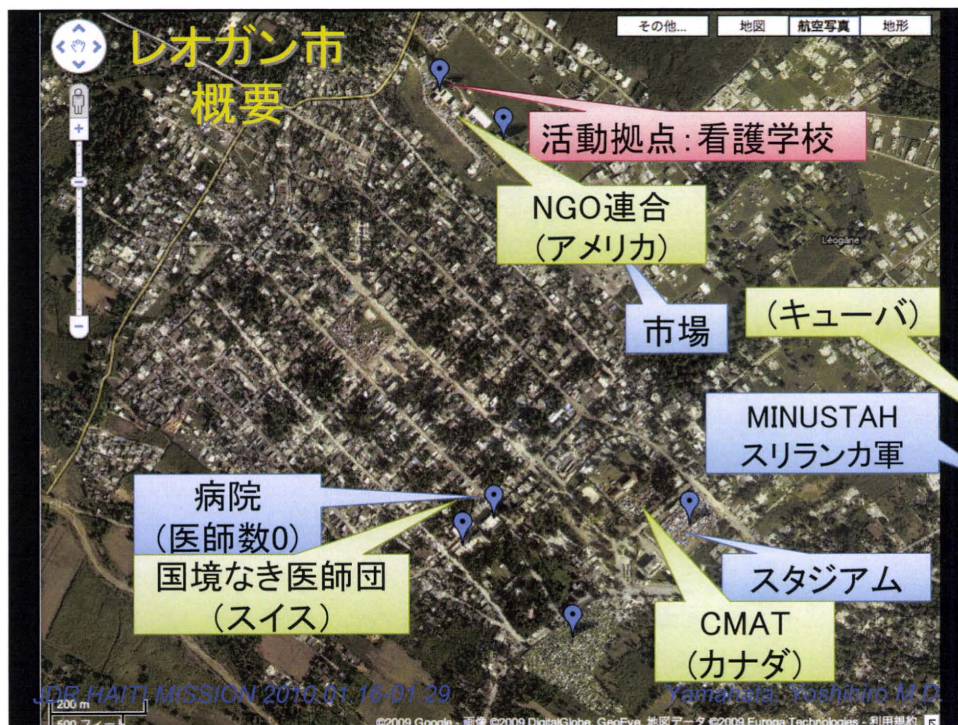 レオガン市
概要
その他...
地図
航空写真
地形
活動拠点：看護学校
NGO連合
(アメリカ)
Léogâne
市場
(キューバ)
MINUSTAH
スリランカ軍
病院
(医師数0)
国境なき医師団
(スイス)
スタジアム
CMAT
(カナダ)
JDR HAITI MISSION 2010.01.16-01.29
Yamahata, Yoshihiro M.D.
200 m
500 フィート
©2009 Google - 画像 ©2009 DigitalGlobe, GeoEye, 地図データ ©2009 Europa Technologies - 利用規約